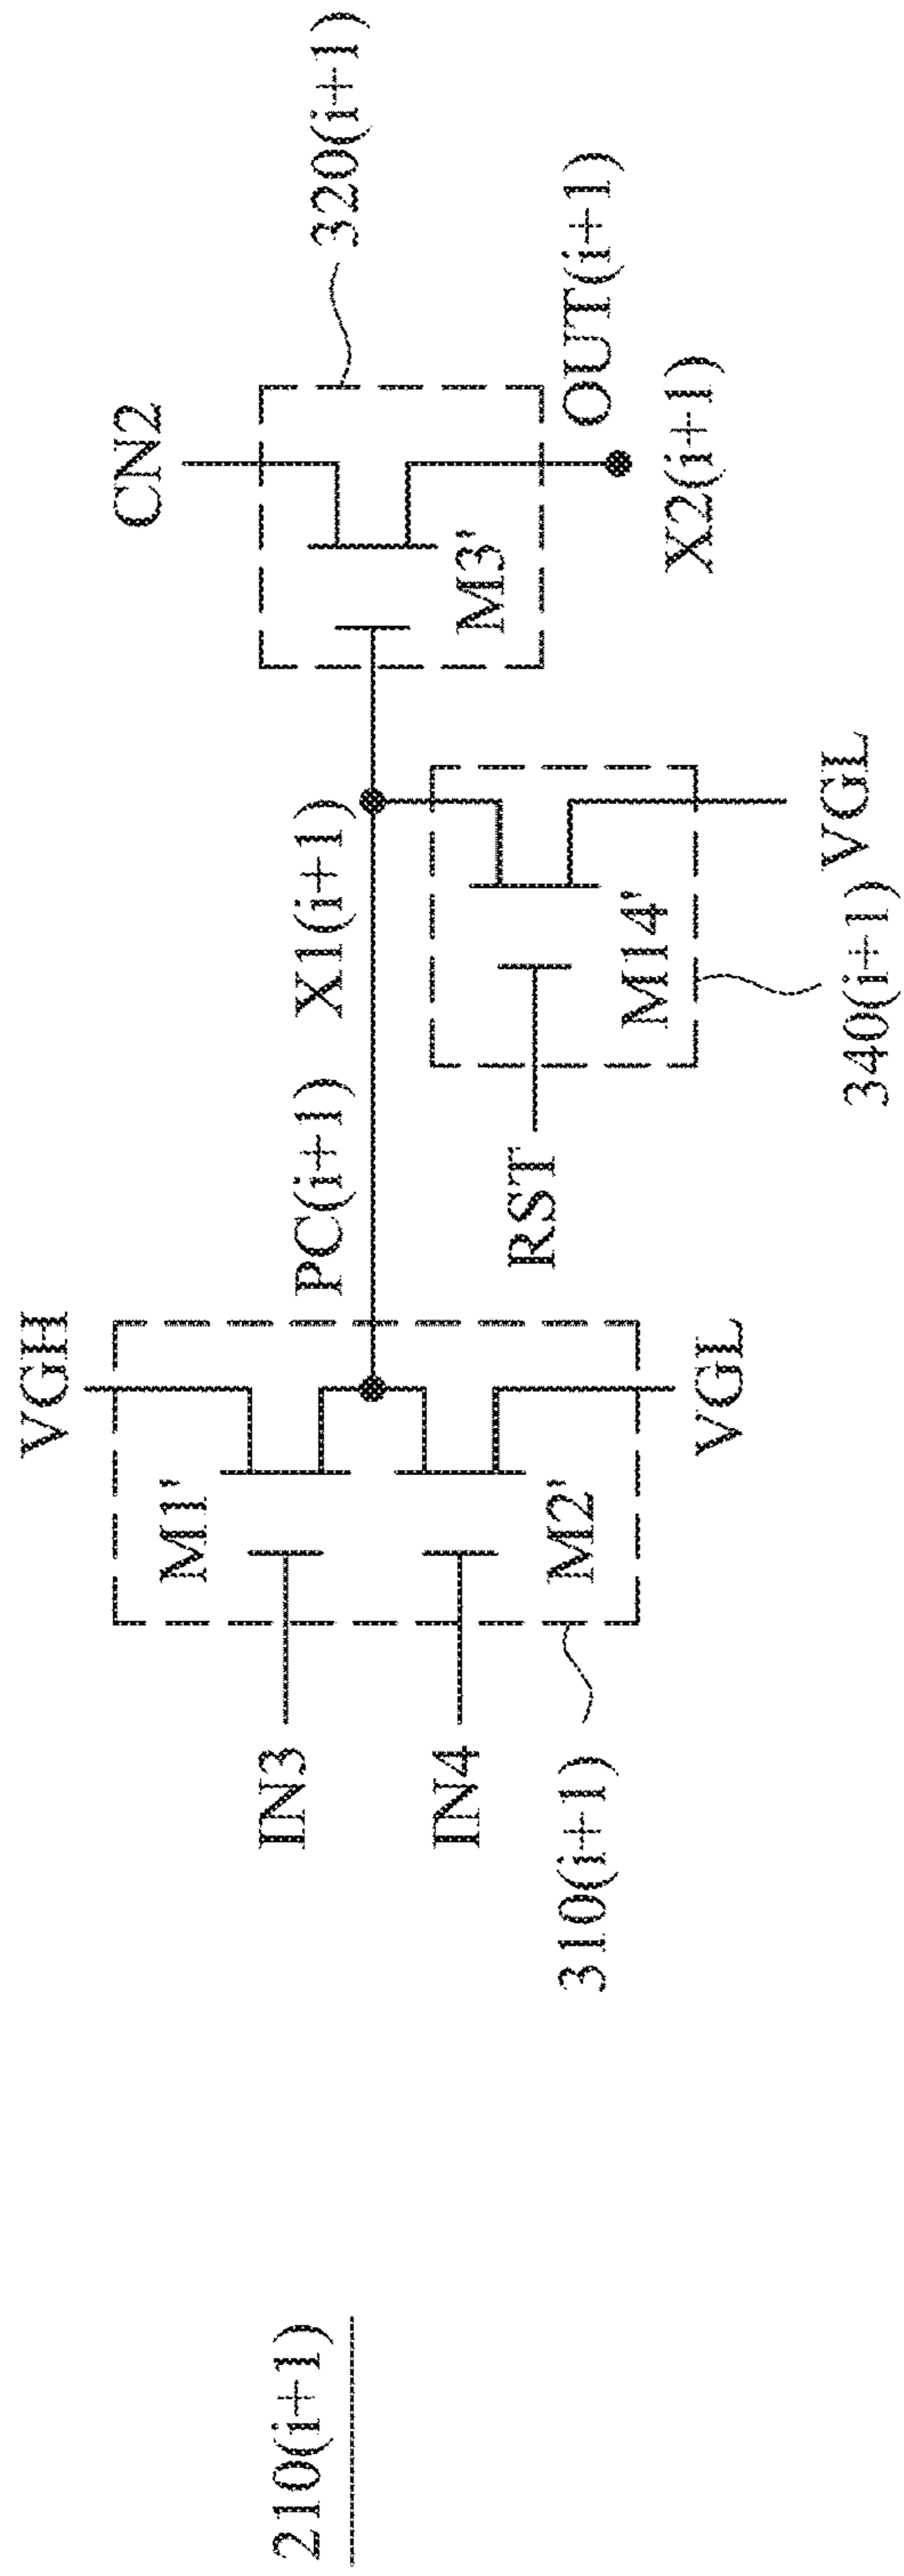 210(i+1)
VGH
CN2
M1'
IN3
PC(i+1)
X1(i+1)
320(i+1)
IN4
M2'
RST
M14'
M3'
OUT(i+1)
X2(i+1)
310(i+1)
VGL
340(i+1)
VGL